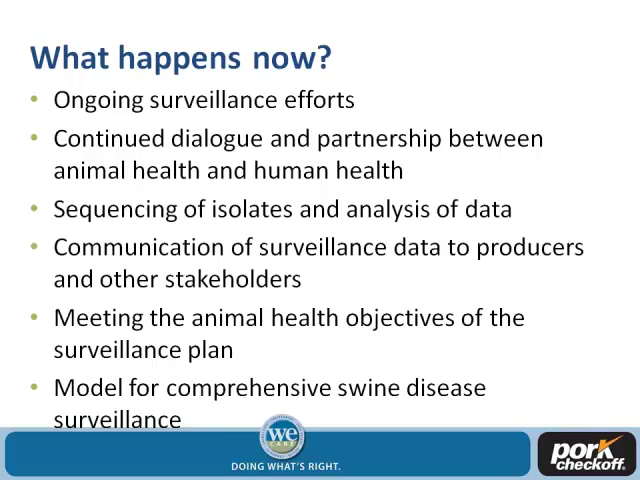 What happens now?
• Ongoing surveillance efforts
• Continued dialogue and partnership between
animal health and human health
• Sequencing of isolates and analysis of data
• Communication of surveillance data to producers
and other stakeholders
• Meeting the animal health objectives of the
surveillance plan
• Model for comprehensive swine disease
surveillance
we
CARE
DOING WHAT'S RIGHT.
pork
checkoff.